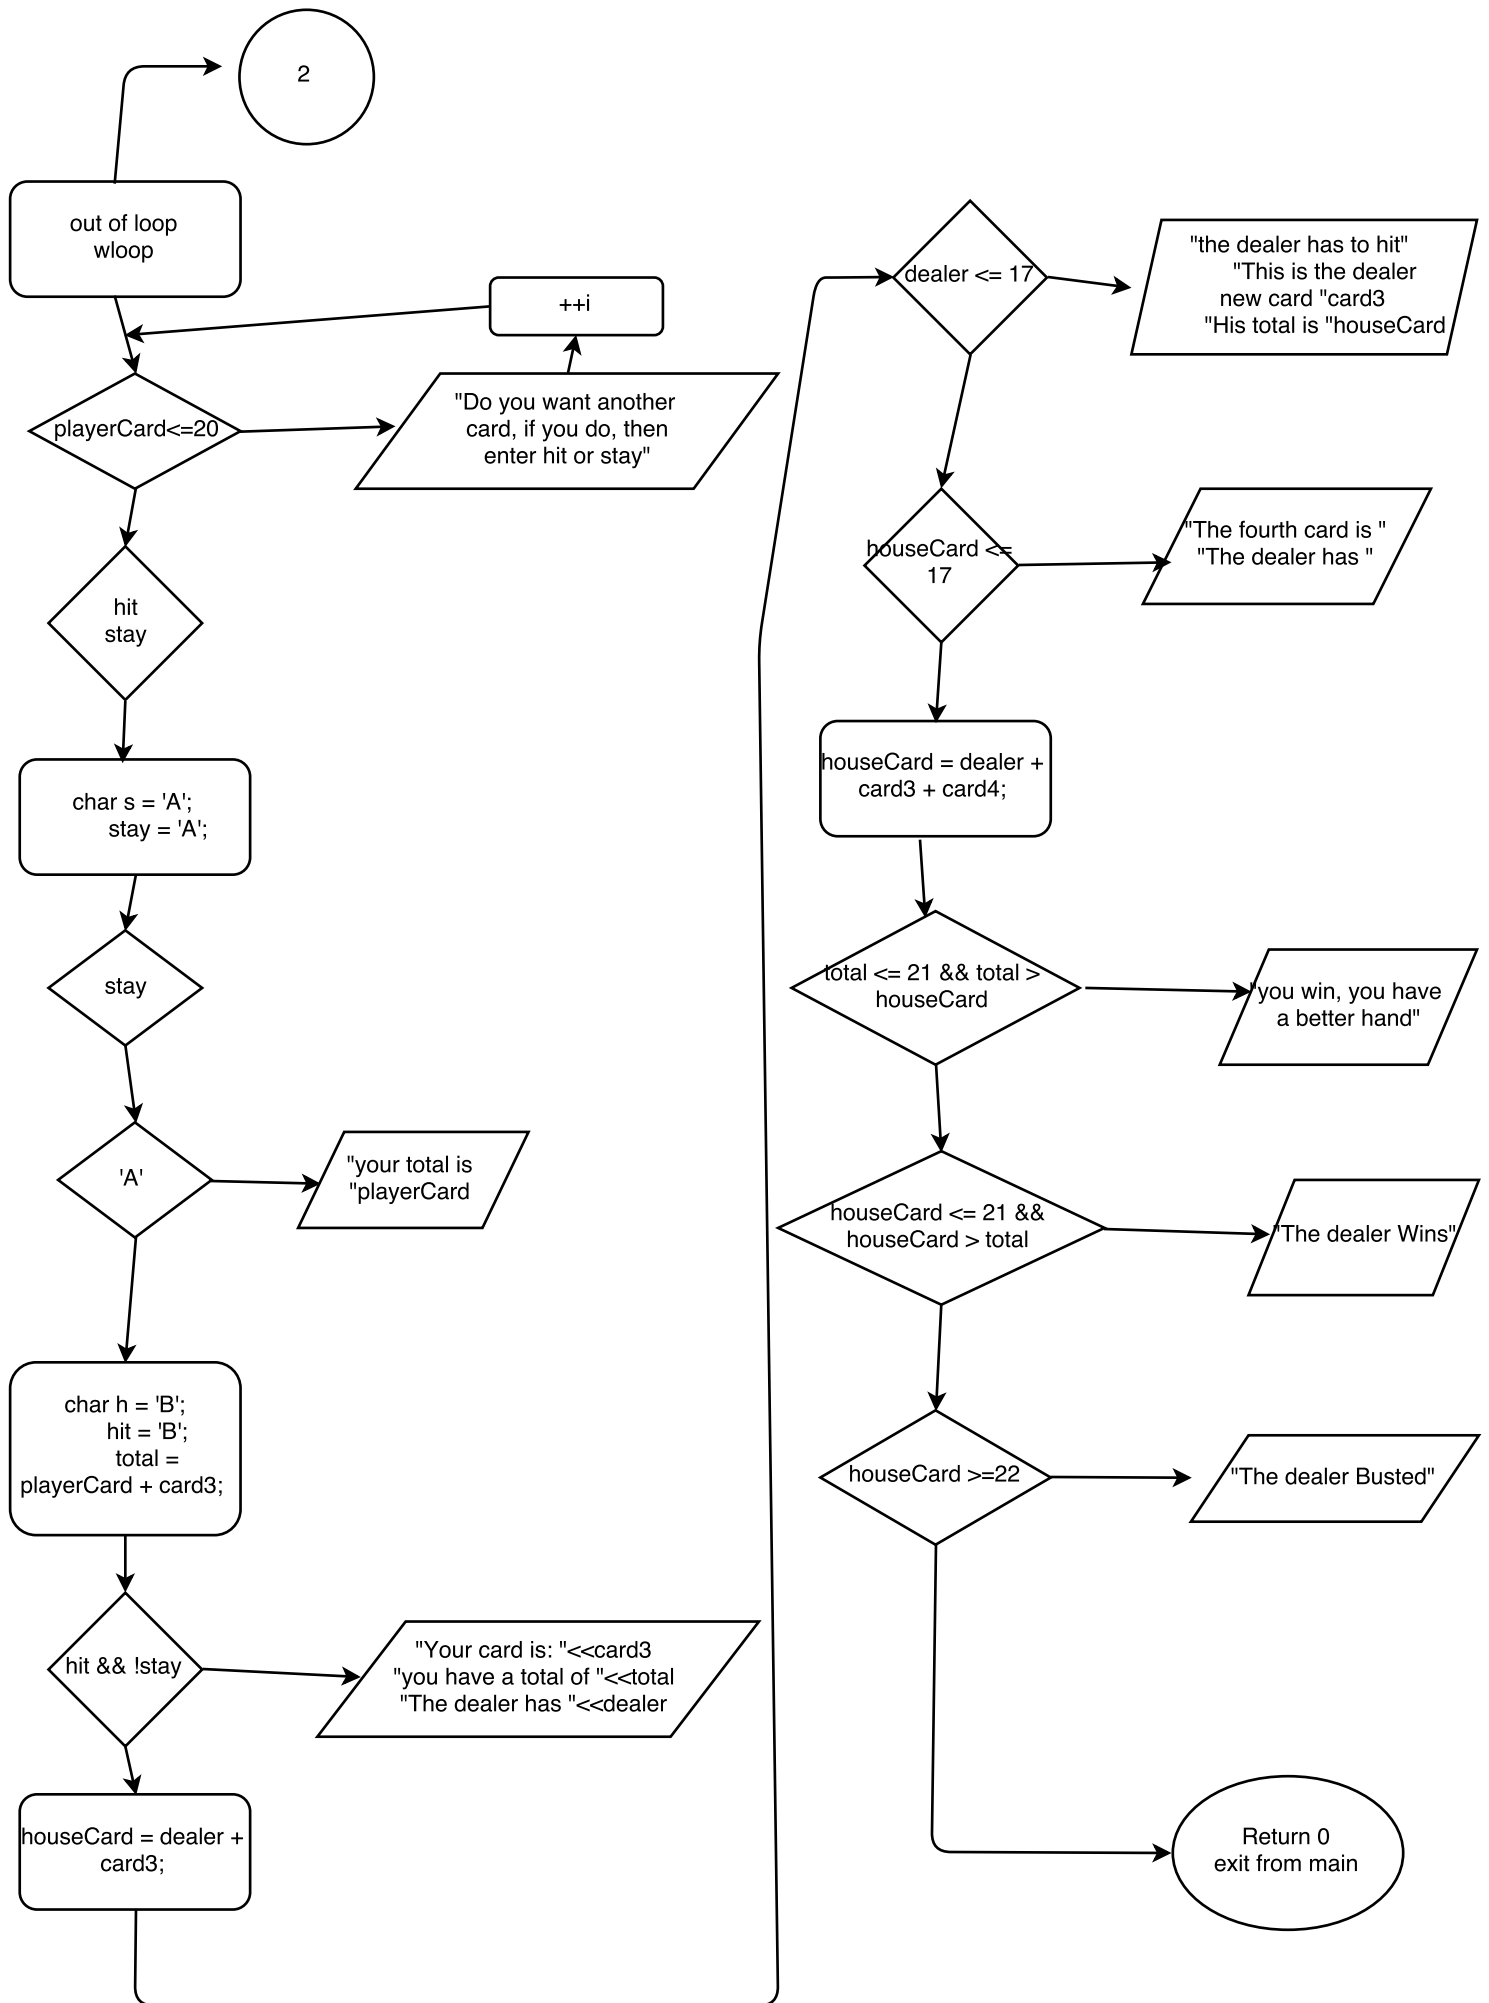 2
out of loop
wloop
++i
playerCard<=20
"Do you want another
card, if you do, then
enter hit or stay"
hit
stay
char s = 'A';
stay = 'A';
stay
'A'
"your total is
"playerCard
char h = 'B';
hit = 'B';
total =
playerCard + card3;
hit && !stay
"Your card is: "<<card3
"you have a total of "<<total
"The dealer has "<<dealer
houseCard = dealer +
card3;
dealer <= 17
"the dealer has to hit"
"This is the dealer
new card "card3
"His total is "houseCard
houseCard <=
17
"The fourth card is "
"The dealer has "
houseCard = dealer +
card3 + card4;
total <= 21 && total >
houseCard
"you win, you have
a better hand"
houseCard <= 21 &&
houseCard > total
"The dealer Wins"
houseCard >=22
"The dealer Busted"
Return 0
exit from main